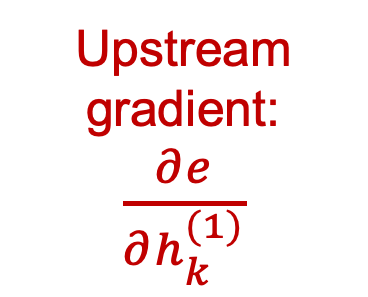 Upstream
gradient:
∂e
∂h_k^(1)